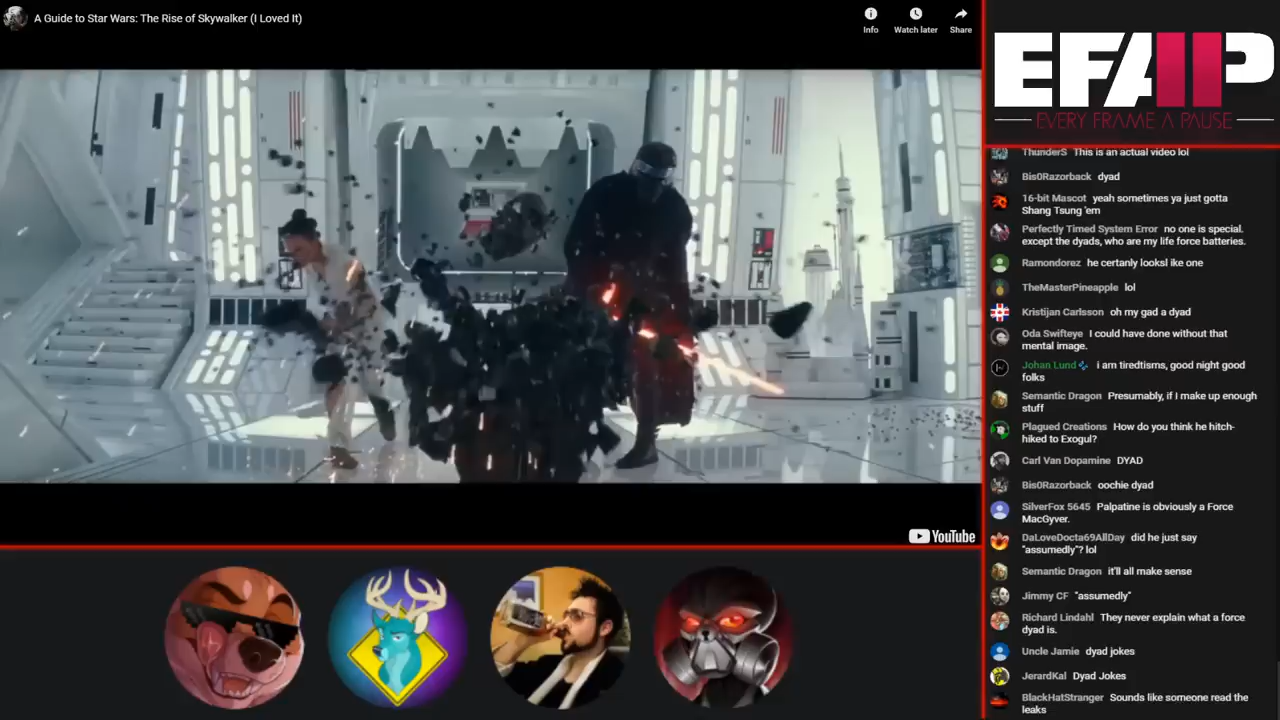 A Guide to Star Wars: The Rise of Skywalker (I Loved It)
Info
Watch later
Share
YouTube
EFAP
EVERY FRAME A PAUSE
ThunderS This is an actual video lol
Bis0Razorback dyad
16-bit Mascot yeah sometimes ya just gotta
Shang Tsung 'em
Perfectly Timed System Error no one is special.
except the dyads, who are my life force batteries.
Ramondorez he certanly looksl ike one
TheMasterPineapple lol
Kristijan Carlsson oh my gad a dyad
Oda Swifteye I could have done without that
mental image.
Johan Lund i am tiredtisms, good night good
folks
Semantic Dragon Presumably, if I make up enough
stuff
Plagued Creations How do you think he hitch-
hiked to Exogul?
Carl Van Dopamine DYAD
Bis0Razorback oochie dyad
SilverFox 5645 Palpatine is obviously a Force
MacGyver.
DaLoveDocta69AllDay did he just say
"assumedly"? lol
Semantic Dragon it'll all make sense
Jimmy CF "assumedly"
Richard Lindahl They never explain what a force
dyad is.
Uncle Jamie dyad jokes
JerardKal Dyad Jokes
BlackHatStranger Sounds like someone read the
leaks